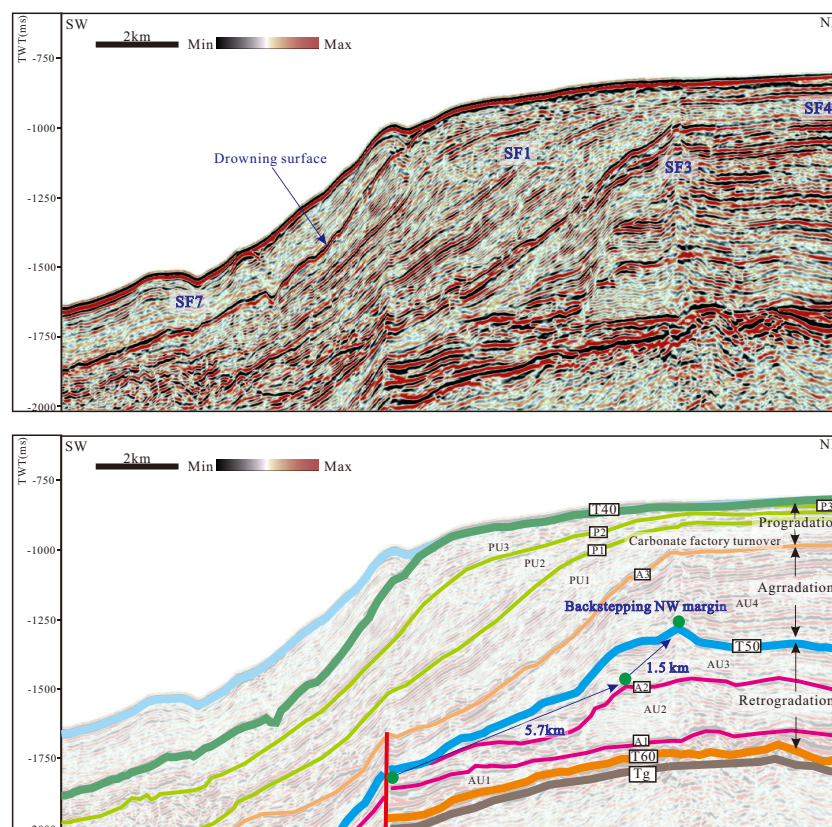 SW
N
TWT(ms)
2km
Min
Max
-750
SF4
-1000
SF1
Drowning surface
SF3
-1250
-1500
SF7
-1750
-2000
SW
N
TWT(ms)
2km
Min
Max
-750
T40
P3
P2
Progradatio
PU3
P1
Carbonate factory turnover
-1000
PU2
A3
PU1
Agrradation
Backstepping NW margin
AU4
-1250
T50
1.5 km
AU3
A2
-1500
Retrogradation
AU2
5.7km
A1
-1750
T60
AU1
Tg